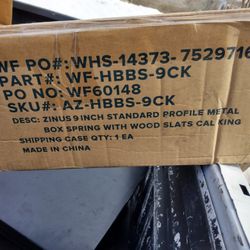 WF PO#: WHS-14373- 7529716
PART#: WF-HBBS-9CK
PO NO: WF60148
SKU#: AZ-HBBS-9CK
DESC: ZINUS 9 INCH STANDARD PROFILE METAL
BOX SPRING WITH WOOD SLATS CAL KING
SHIPPING CASE QTY: 1 EA
MADE IN CHINA